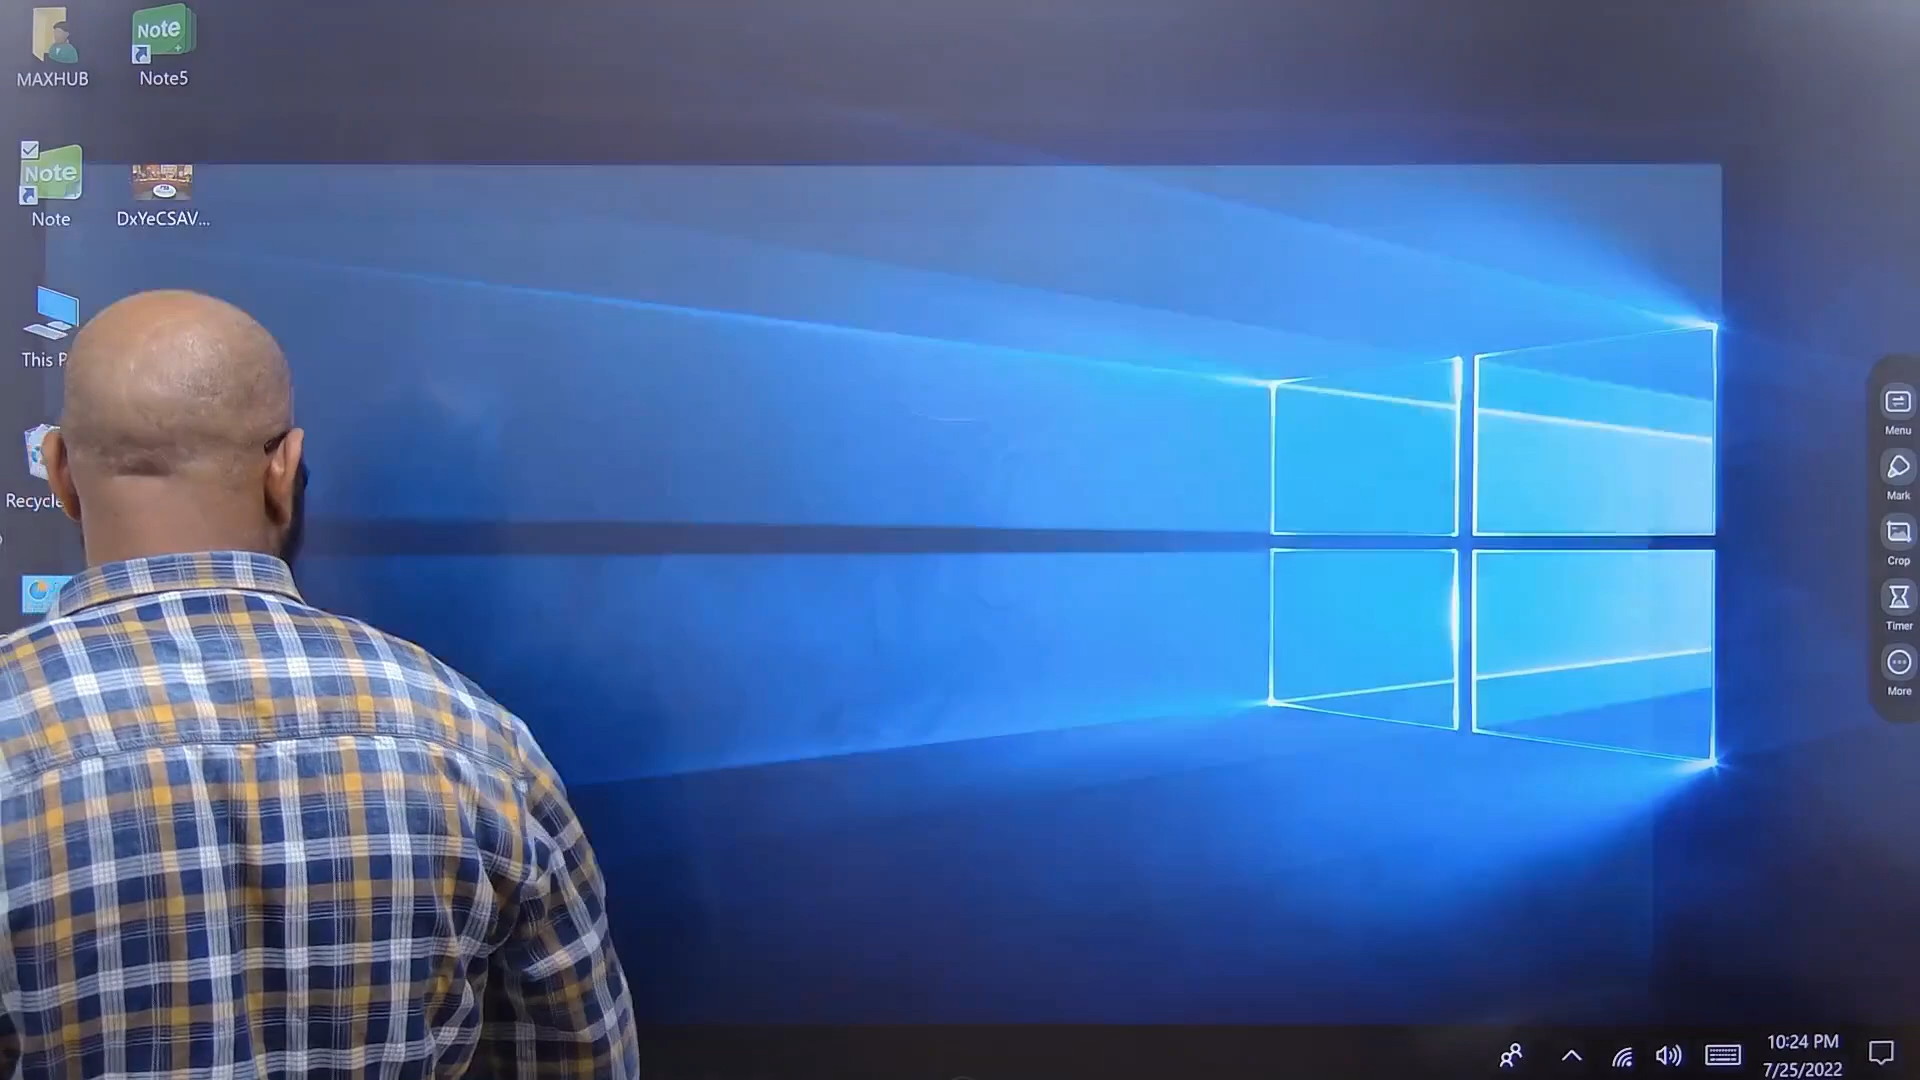 Note
MAXHUB
Note5
Note
Note
DxYeCSAV...
This P
Recycle
Menu
Mark
Crop
Timer
More
10:24 PM
7/25/2022